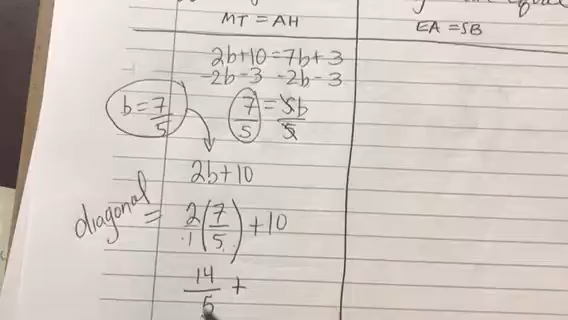 MT = AH
EA = SB
2b+10=7b+3
-2b-3 -2b-3
b=7/5
7/5 = 5b/5
2b+10
diagonal = 2/1(7/5)+10
14/5 +